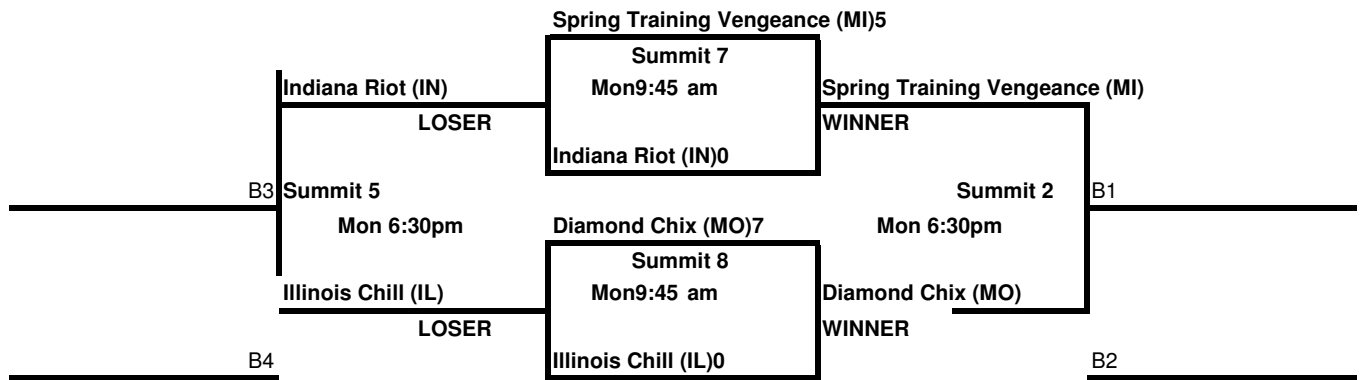 Spring Training Vengeance (MI)5
Summit 7
Indiana Riot (IN) Mon9:45 am Spring Training Vengeance (MI)
LOSER WINNER
Indiana Riot (IN)0
B3 Summit 5 Summit 2 B1
Mon 6:30pm Diamond Chix (MO)7 Mon 6:30pm
Summit 8
Illinois Chill (IL) Mon9:45 am Diamond Chix (MO)
LOSER WINNER
B4 Illinois Chill (IL)0 B2